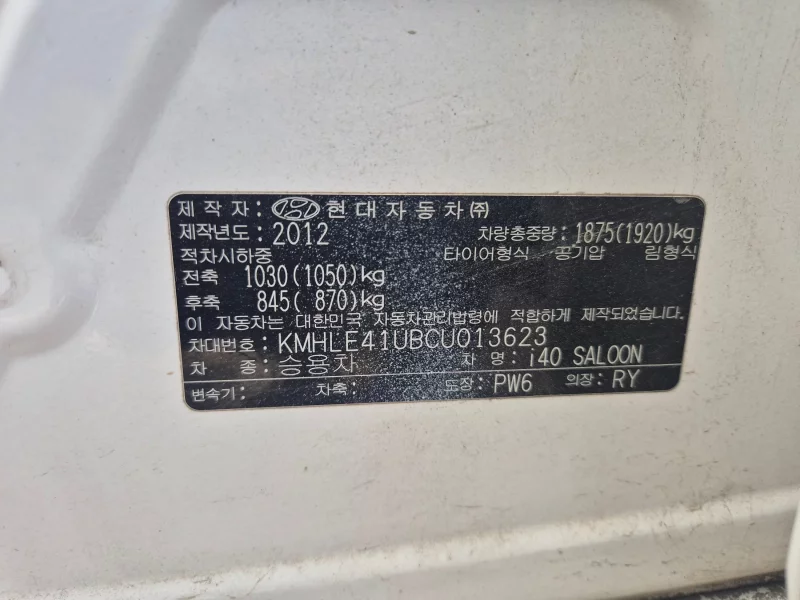 제 작 자: 현대자동차㈜
제작년도: 2012 차량총중량: 1875(1920)kg
적차시하중 타이어형식 공기압 림형식
전축 1030(1050)kg
후축 845( 870)kg
이 자동차는 대한민국 자동차관리법령에 적합하게 제작되었습니다.
차대번호: KMHLE41UBCU013623
차 종: 승용차 차 명: i40 SALOON
변속기: 차축: 도장: PW6 의장: RY